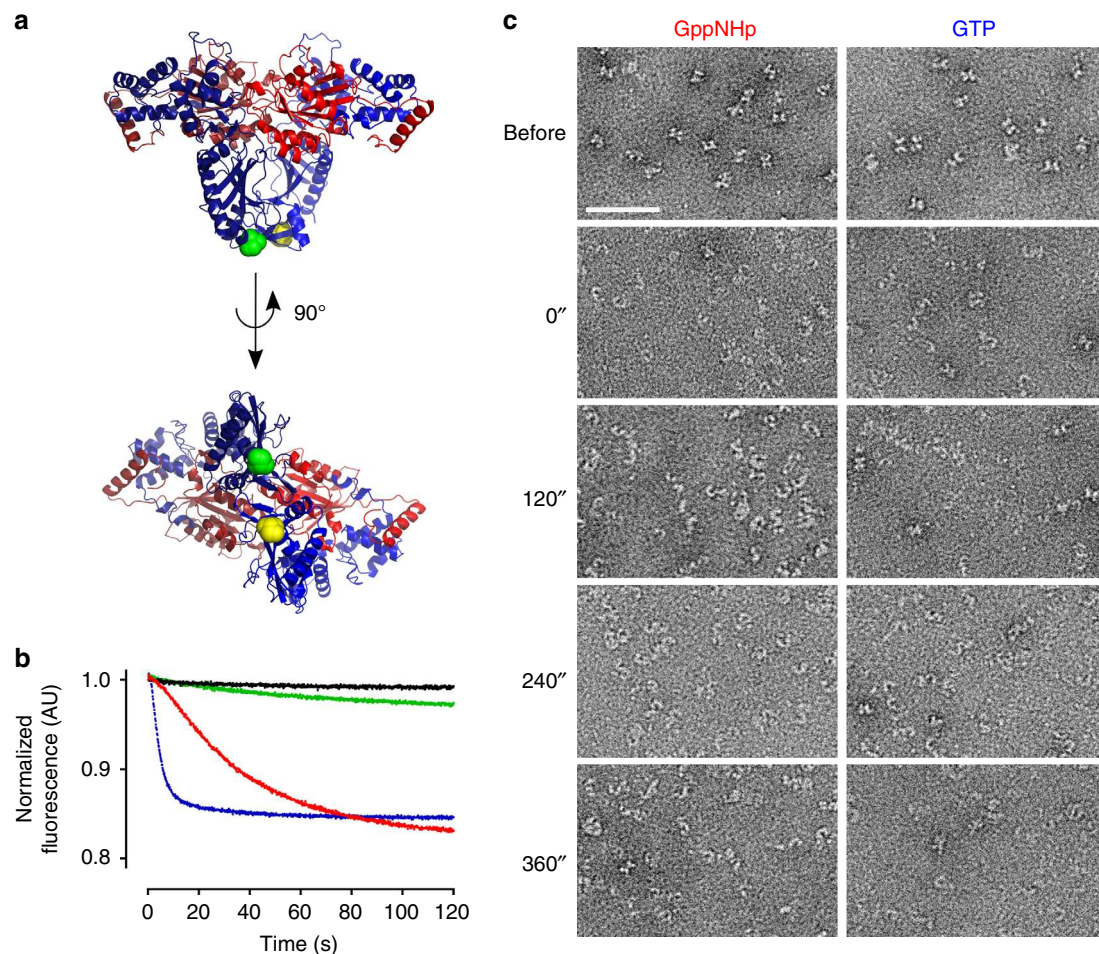 a
90°
b
Normalized
fluorescence (AU)
1.0
0.9
0.8
0 20 40 60 80 100 120
Time (s)
c
GppNHp GTP
Before
0″
120″
240″
360″